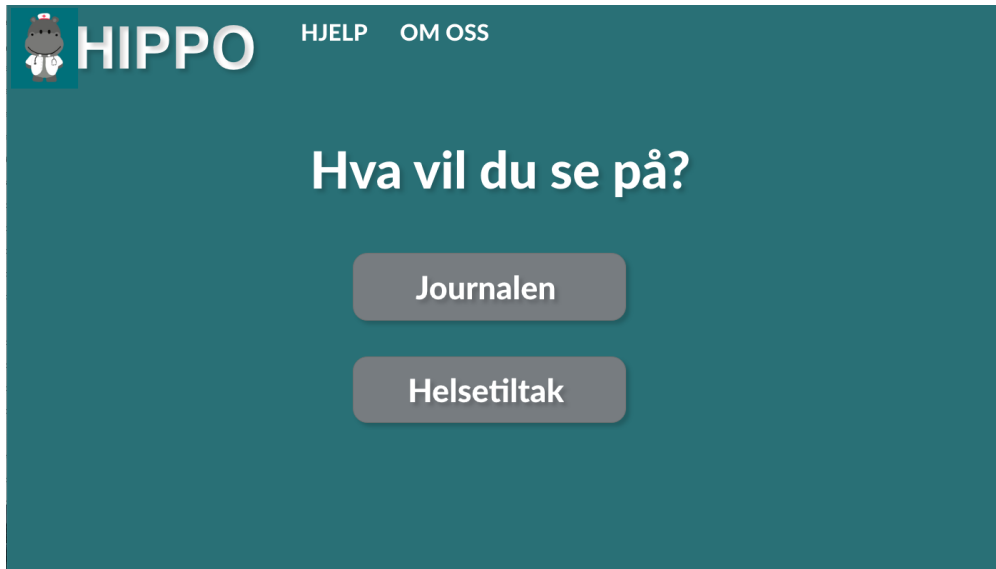 HIPPO HJELP OM OSS
Hva vil du se på?
Journalen
Helsetiltak